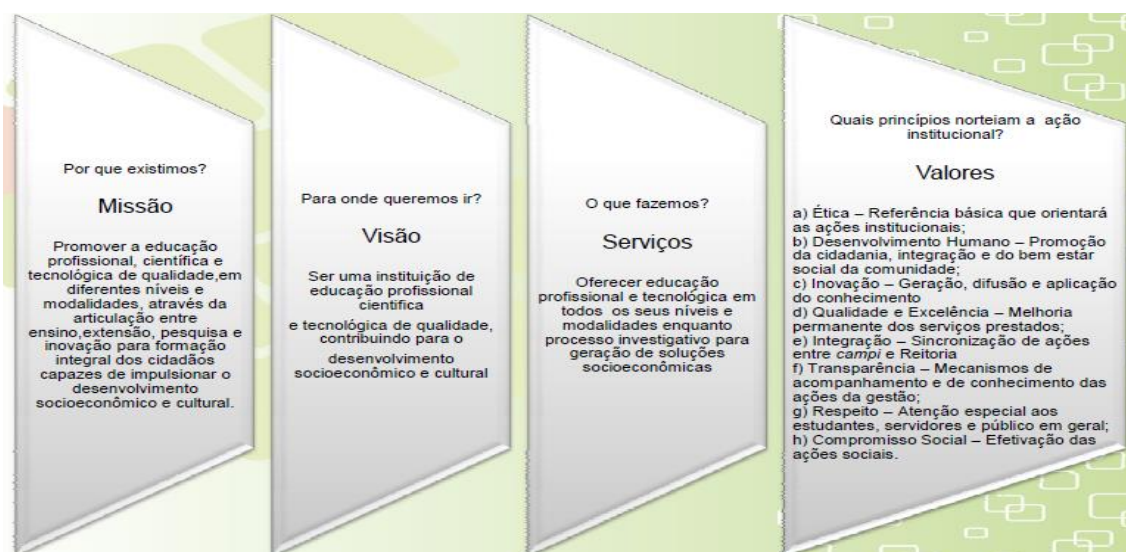 Por que existimos?
Missão
Promover a educação
profissional, científica e
tecnológica de qualidade,em
diferentes níveis e
modalidades, através da
articulação entre
ensino,extensão, pesquisa e
inovação para formação
integral dos cidadãos
capazes de impulsionar o
desenvolvimento
socioeconômico e cultural.
Para onde queremos ir?
Visão
Ser uma instituição de
educação profissional
cientifica
e tecnológica de qualidade,
contribuindo para o
desenvolvimento
socioeconômico e cultural
O que fazemos?
Serviços
Oferecer educação
profissional e tecnológica em
todos os seus níveis e
modalidades enquanto
processo investigativo para
geração de soluções
socioeconômicas
Quais princípios norteiam a ação
institucional?
Valores
a) Ética – Referência básica que orientará
as ações institucionais;
b) Desenvolvimento Humano – Promoção
da cidadania, integração e do bem estar
social da comunidade;
c) Inovação – Geração, difusão e aplicação
do conhecimento
d) Qualidade e Excelência – Melhoria
permanente dos serviços prestados;
e) Integração – Sincronização de ações
entre campi e Reitoria
f) Transparência – Mecanismos de
acompanhamento e de conhecimento das
ações da gestão;
g) Respeito – Atenção especial aos
estudantes, servidores e público em geral;
h) Compromisso Social – Efetivação das
ações sociais.